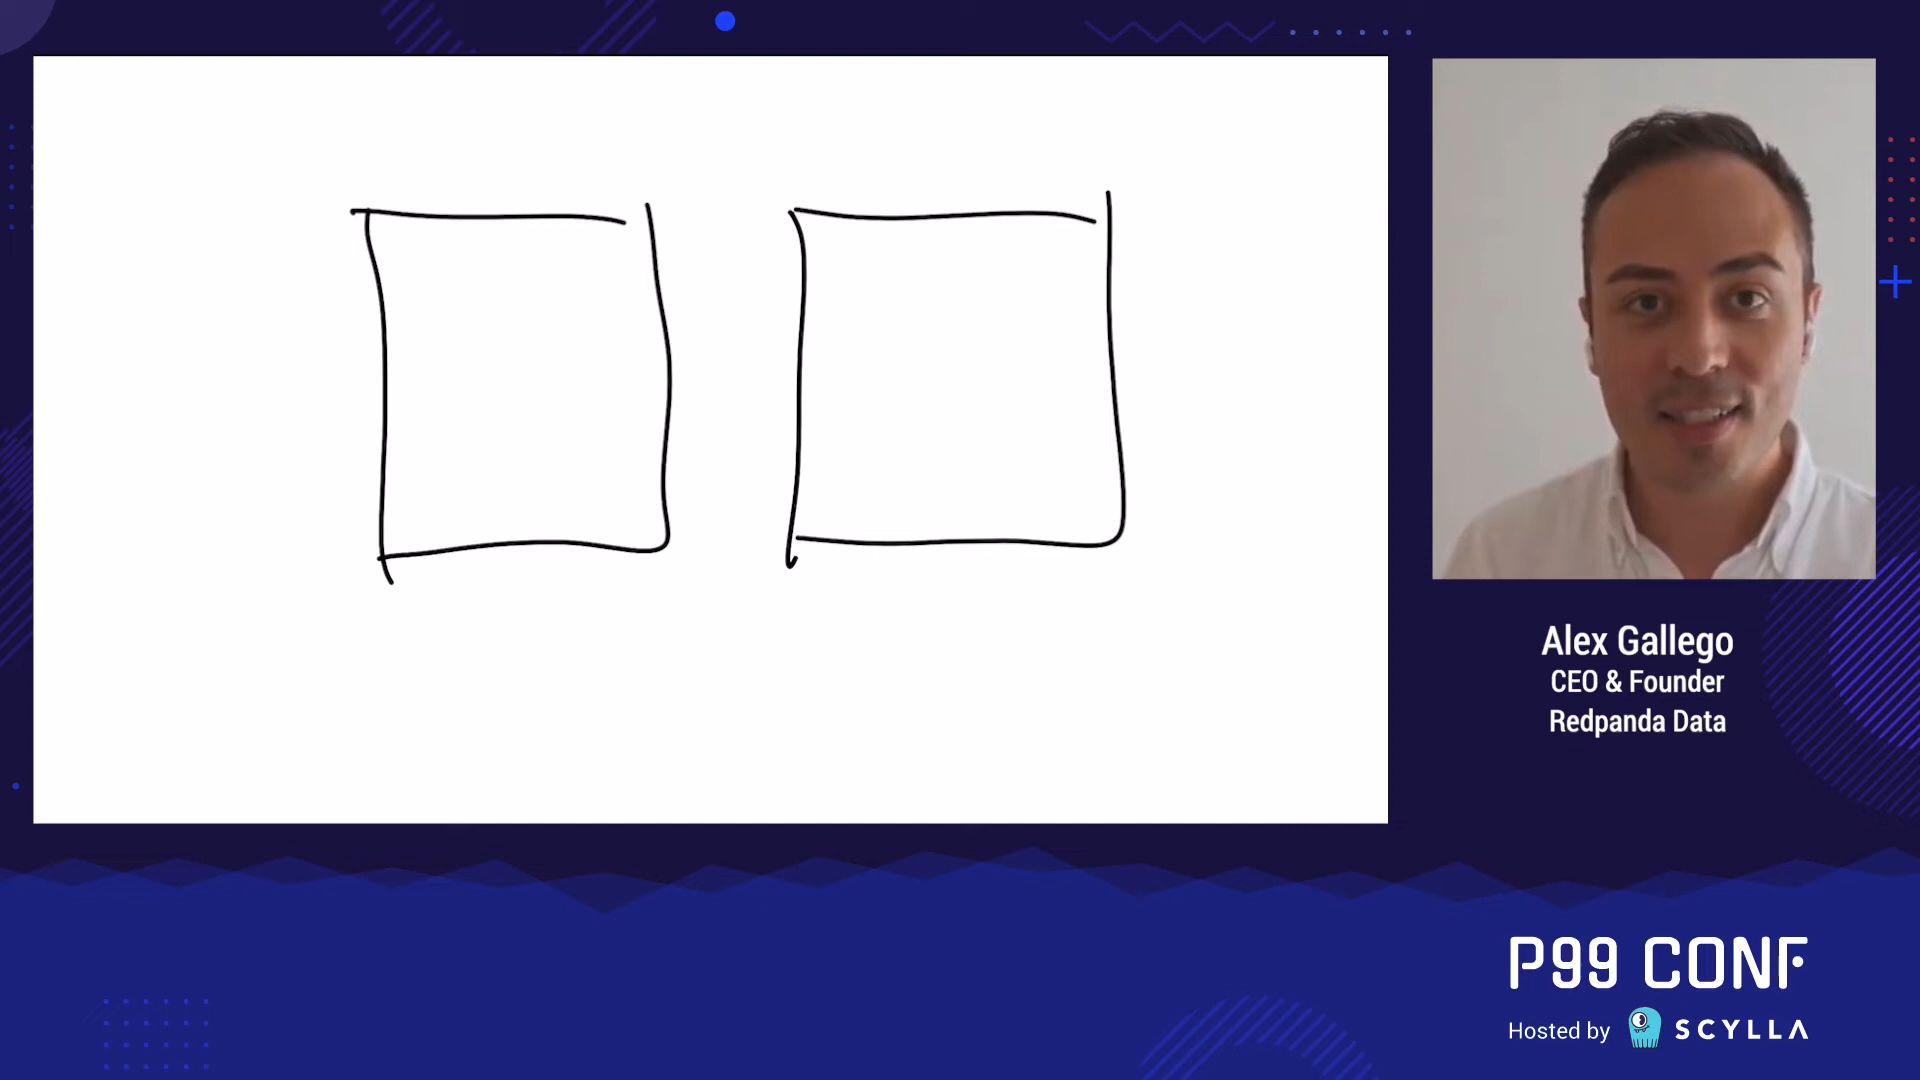 Alex Gallego
CEO & Founder
Redpanda Data
P99 CONF
Hosted by SCYLLA